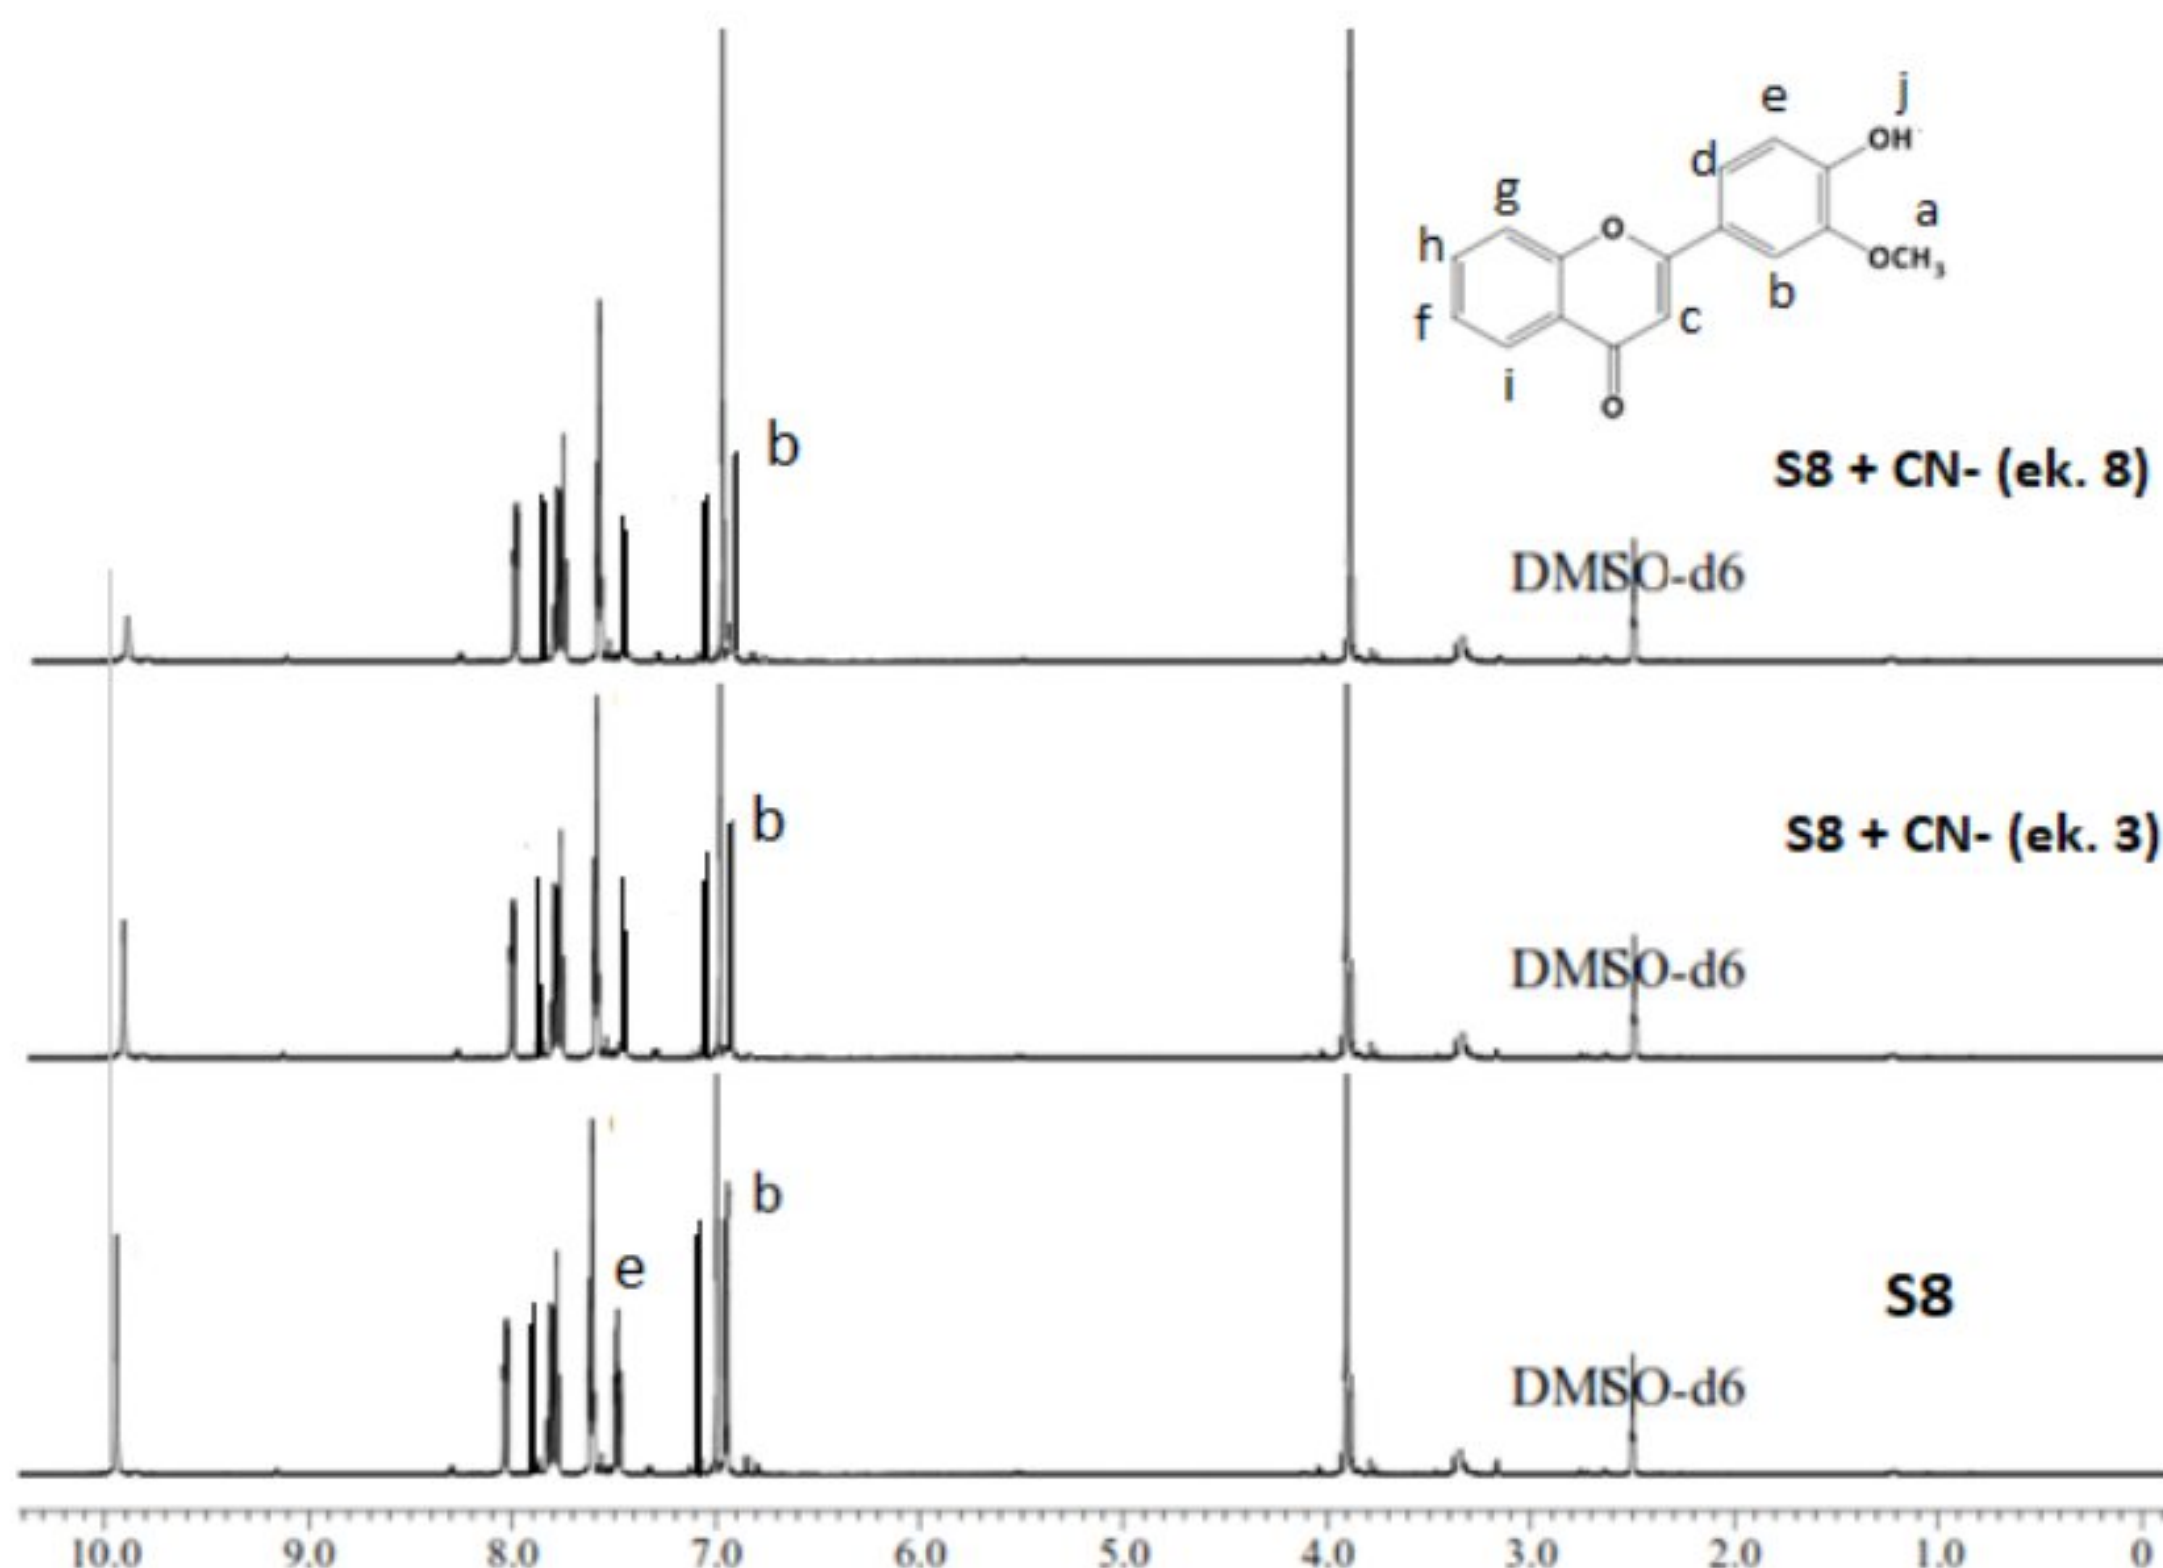 e
j
OH
d
g
a
O
h
OCH3
b
f
c
i
O
b
S8 + CN- (ek. 8)
DMSO-d6
b
S8 + CN- (ek. 3)
DMSO-d6
b
e
S8
DMSO-d6
10.0 9.0 8.0 7.0 6.0 5.0 4.0 3.0 2.0 1.0 0